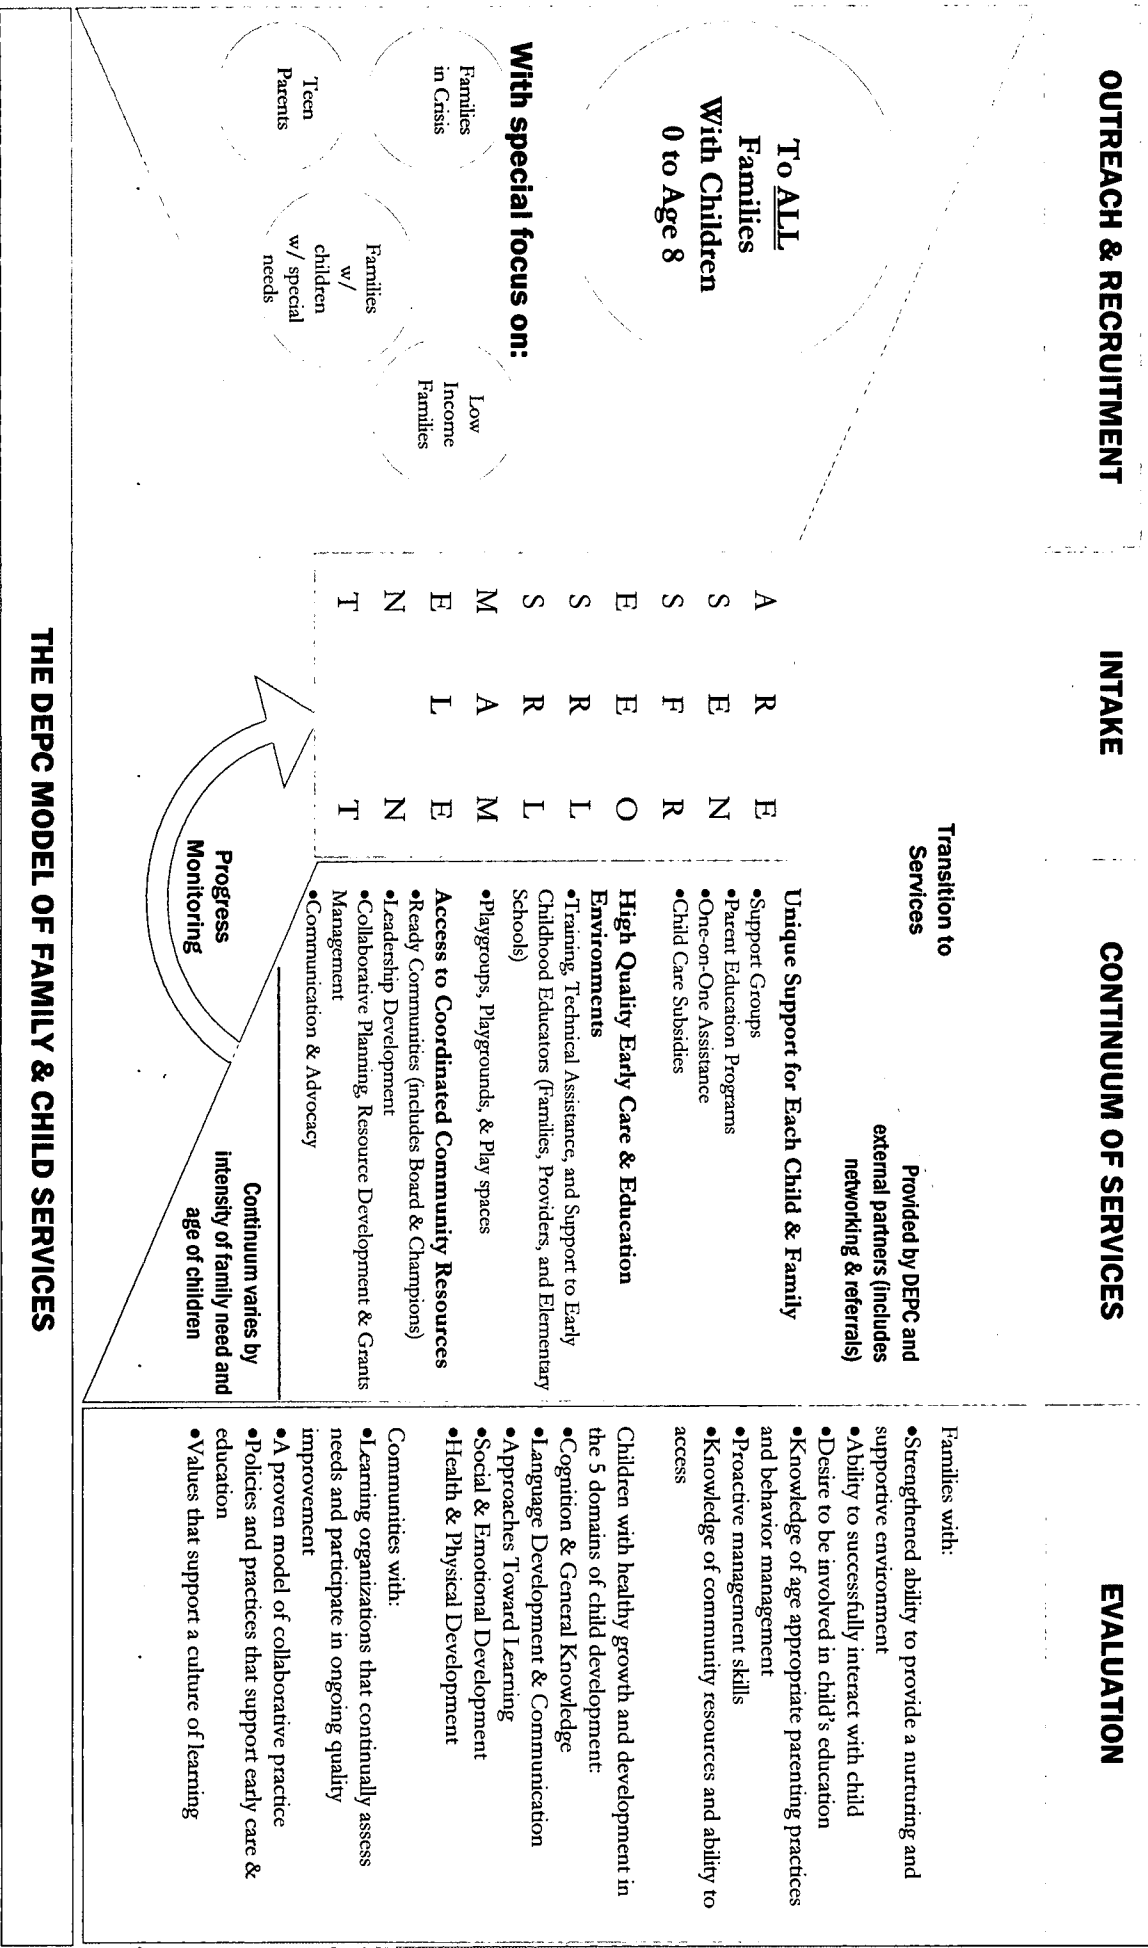 OUTREACH & RECRUITMENT
INTAKE
CONTINUUM OF SERVICES
EVALUATION
To ALL
Families
With Children
0 to Age 8
With special focus on:
Families
in Crisis
Teen
Parents
Families
w/
children
w/ special
needs
Low
Income
Families
A R E
S E N
S F R
E E O
S R L
S R L
M A M
E L E
N N
T T
Transition to
Services
Provided by DEPC and
external partners (includes
networking & referrals)
Unique Support for Each Child & Family
•Support Groups
•Parent Education Programs
•One-on-One Assistance
•Child Care Subsidies
High Quality Early Care & Education
Environments
•Training, Technical Assistance, and Support to Early
Childhood Educators (Families, Providers, and Elementary
Schools)
•Playgroups, Playgrounds, & Play spaces
Access to Coordinated Community Resources
•Ready Communities (includes Board & Champions)
•Leadership Development
•Collaborative Planning, Resource Development & Grants
Management
•Communication & Advocacy
Progress
Monitoring
Continuum varies by
intensity of family need and
age of children
Families with:
•Strengthened ability to provide a nurturing and
supportive environment
•Ability to successfully interact with child
•Desire to be involved in child's education
•Knowledge of age appropriate parenting practices
and behavior management
•Proactive management skills
•Knowledge of community resources and ability to
access
Children with healthy growth and development in
the 5 domains of child development:
•Cognition & General Knowledge
•Language Development & Communication
•Approaches Toward Learning
•Social & Emotional Development
•Health & Physical Development
Communities with:
•Learning organizations that continually assess
needs and participate in ongoing quality
improvement
•A proven model of collaborative practice
•Policies and practices that support early care &
education
•Values that support a culture of learning
THE DEPC MODEL OF FAMILY & CHILD SERVICES